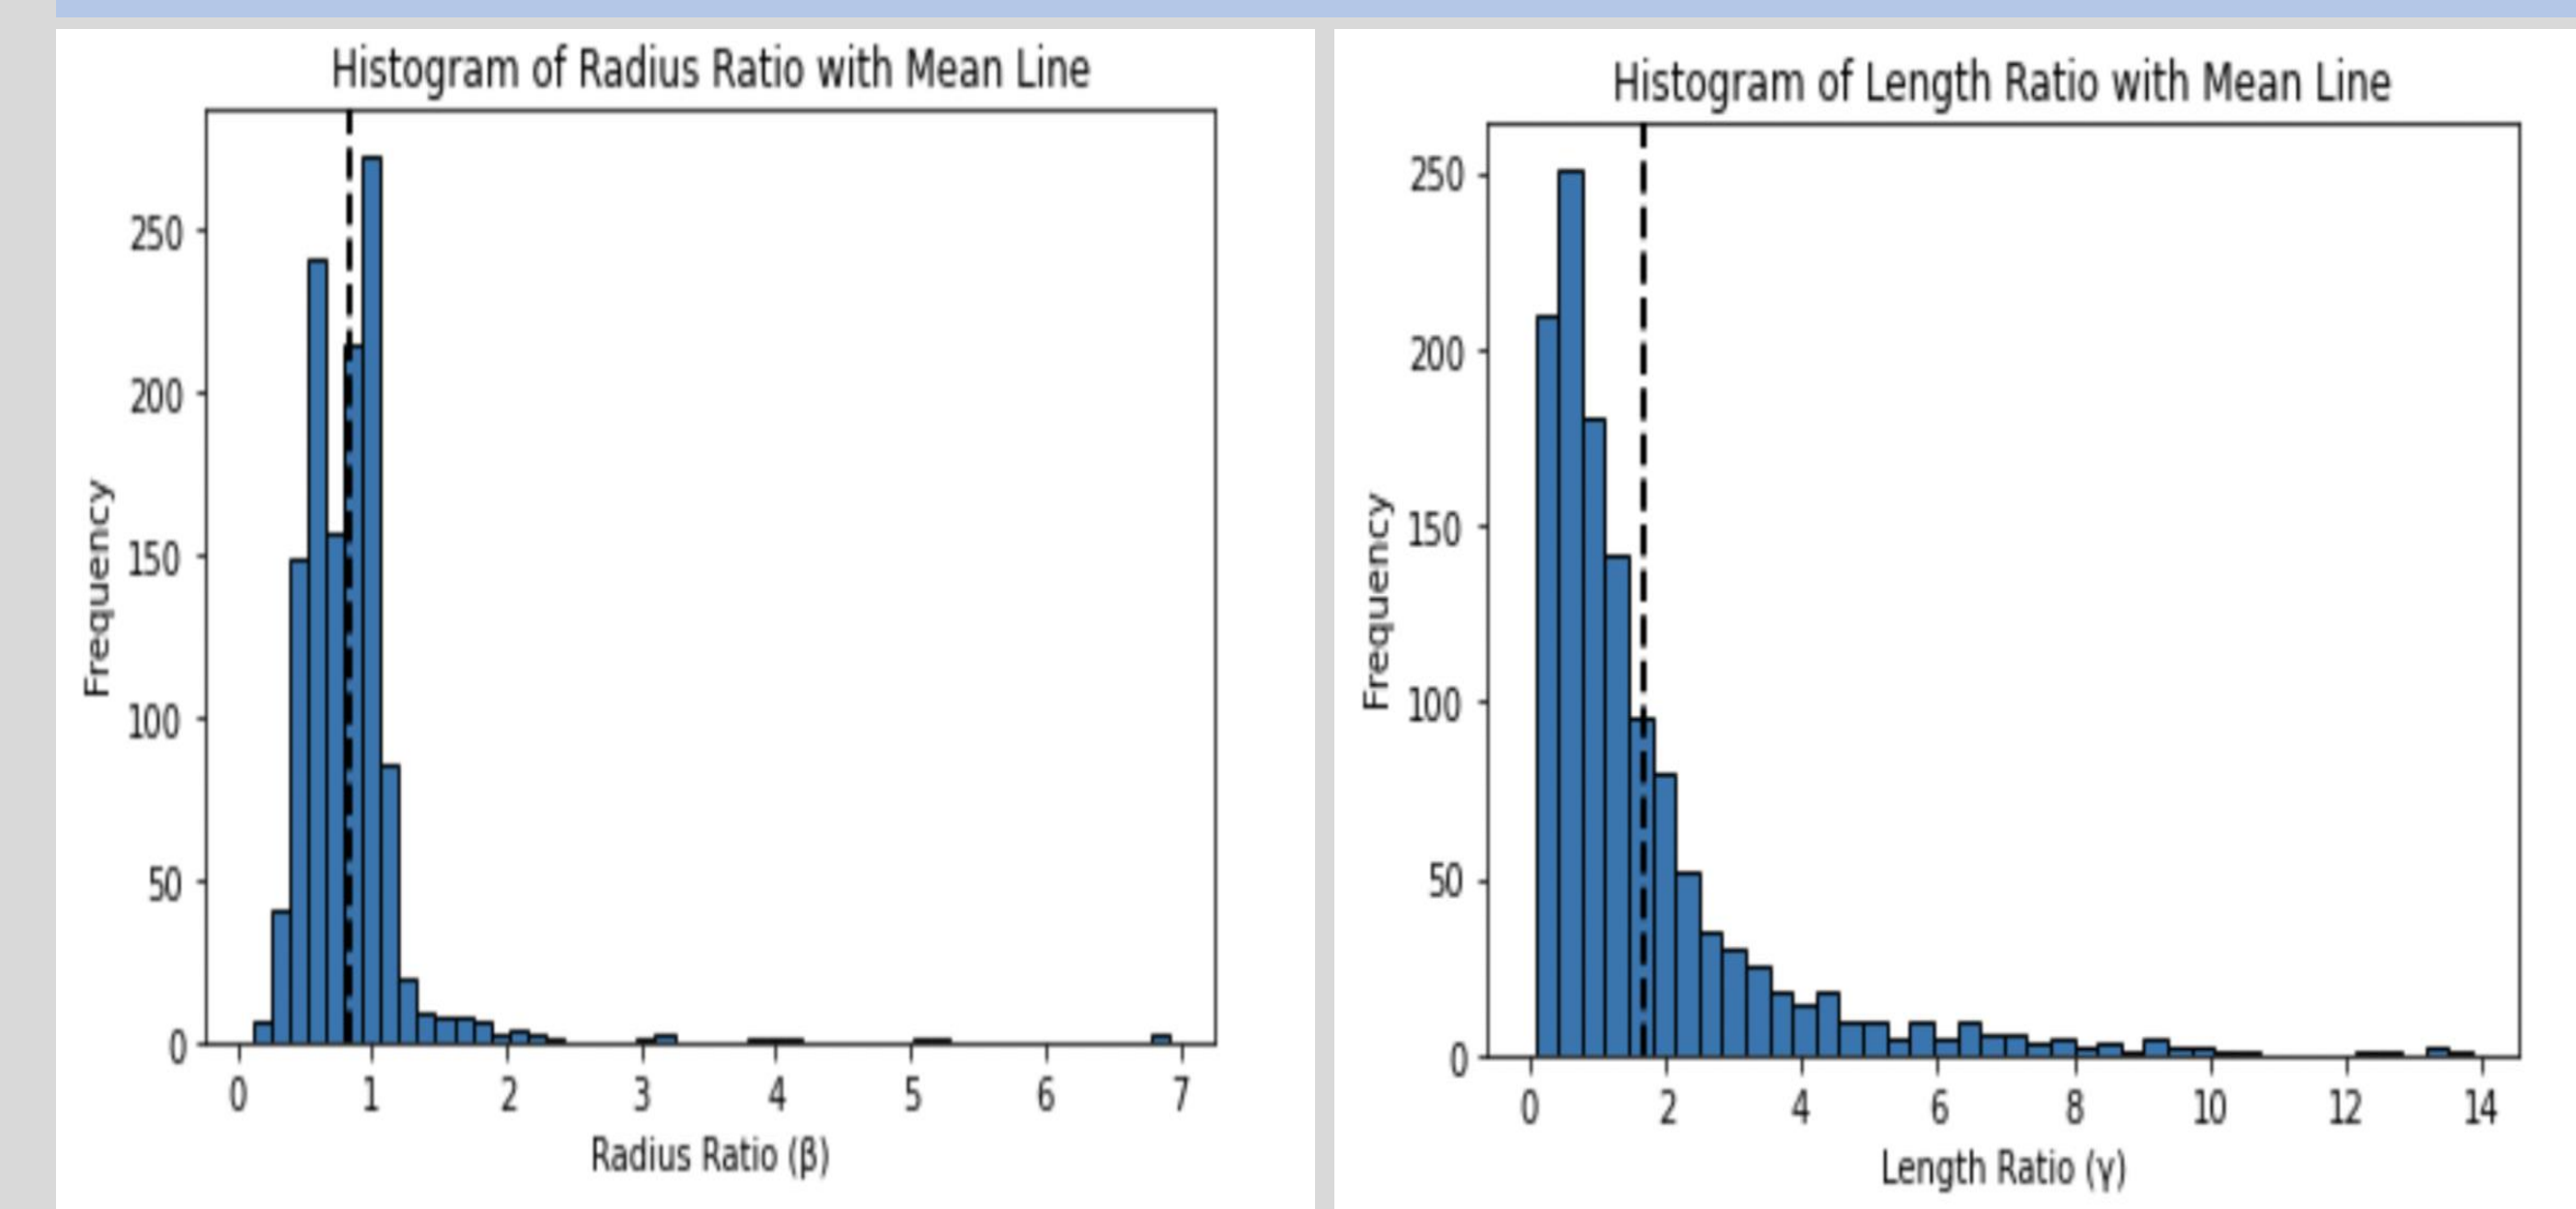 Histogram of Radius Ratio with Mean Line
250
200
150
100
50
0
Frequency
0 1 2 3 4 5 6 7
Radius Ratio (β)
Histogram of Length Ratio with Mean Line
250
200
150
100
50
0
Frequency
0 2 4 6 8 10 12 14
Length Ratio (γ)